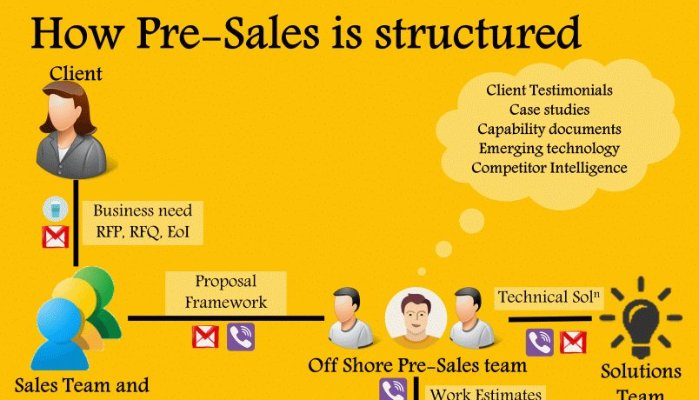 How Pre-Sales is structured
Client
Client Testimonials
Case studies
Capability documents
Emerging technology
Competitor Intelligence
Business need
RFP, RFQ, EoI
Proposal
Framework
Technical Solⁿ
Off Shore Pre-Sales team
Solutions
Team
Sales Team and
Work Estimates